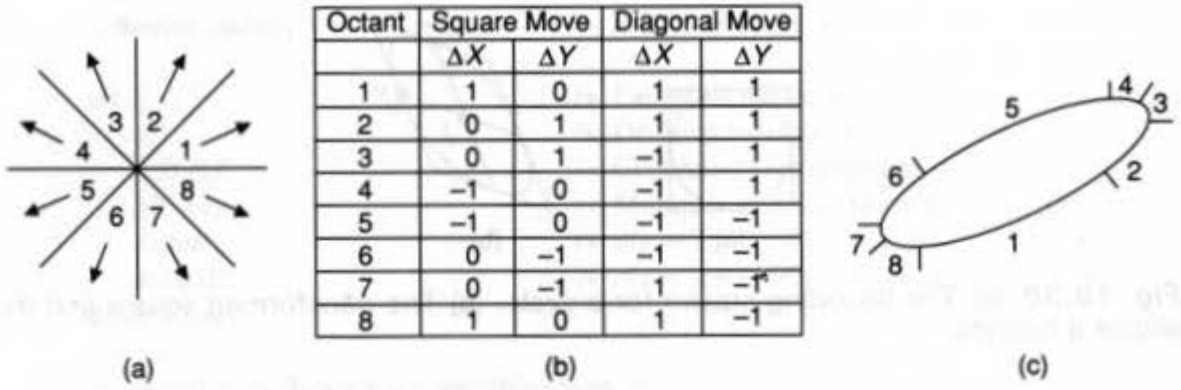 Octant Square Move Diagonal Move
ΔX ΔY ΔX ΔY
1 1 0 1 1
2 0 1 1 1
3 0 1 –1 1
4 –1 0 –1 1
5 –1 0 –1 –1
6 0 –1 –1 –1
7 0 –1 1 –1
8 1 0 1 –1
3 2
4 1
5 8
6 7
4
5 3
6 2
7 1
8
(a) (b) (c)